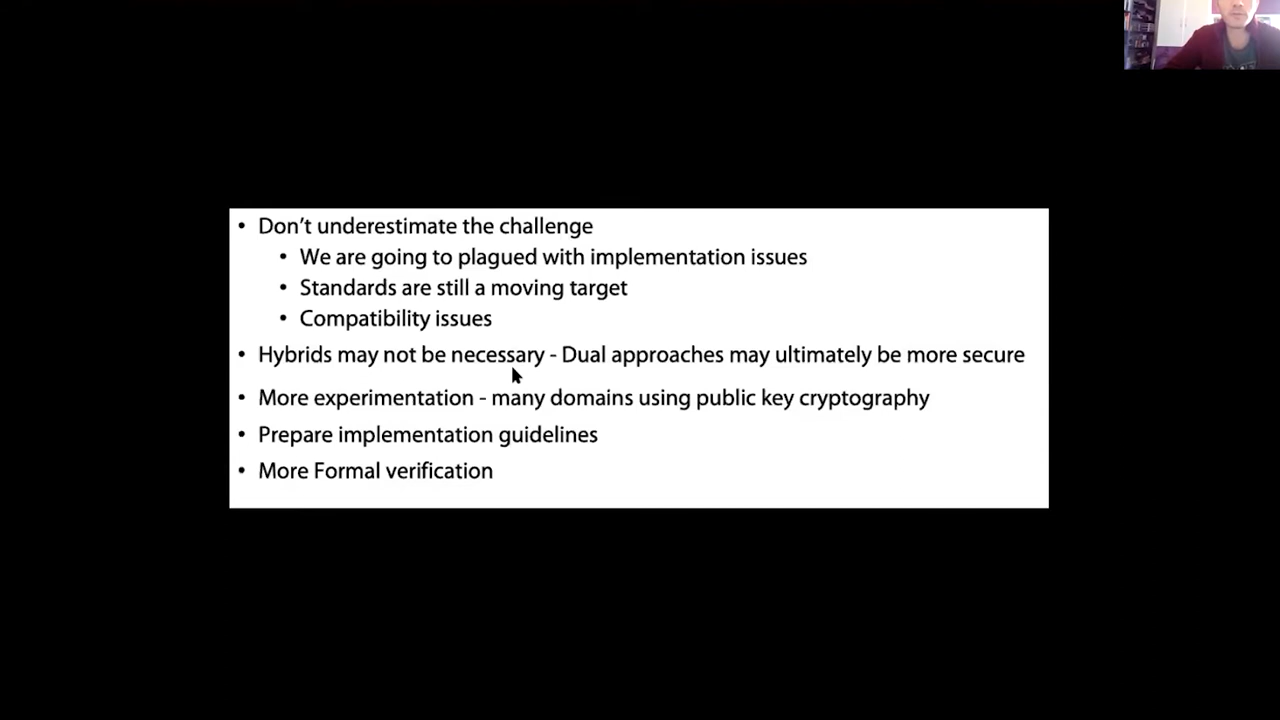 • Don’t underestimate the challenge
• We are going to plagued with implementation issues
• Standards are still a moving target
• Compatibility issues
• Hybrids may not be necessary - Dual approaches may ultimately be more secure
• More experimentation - many domains using public key cryptography
• Prepare implementation guidelines
• More Formal verification